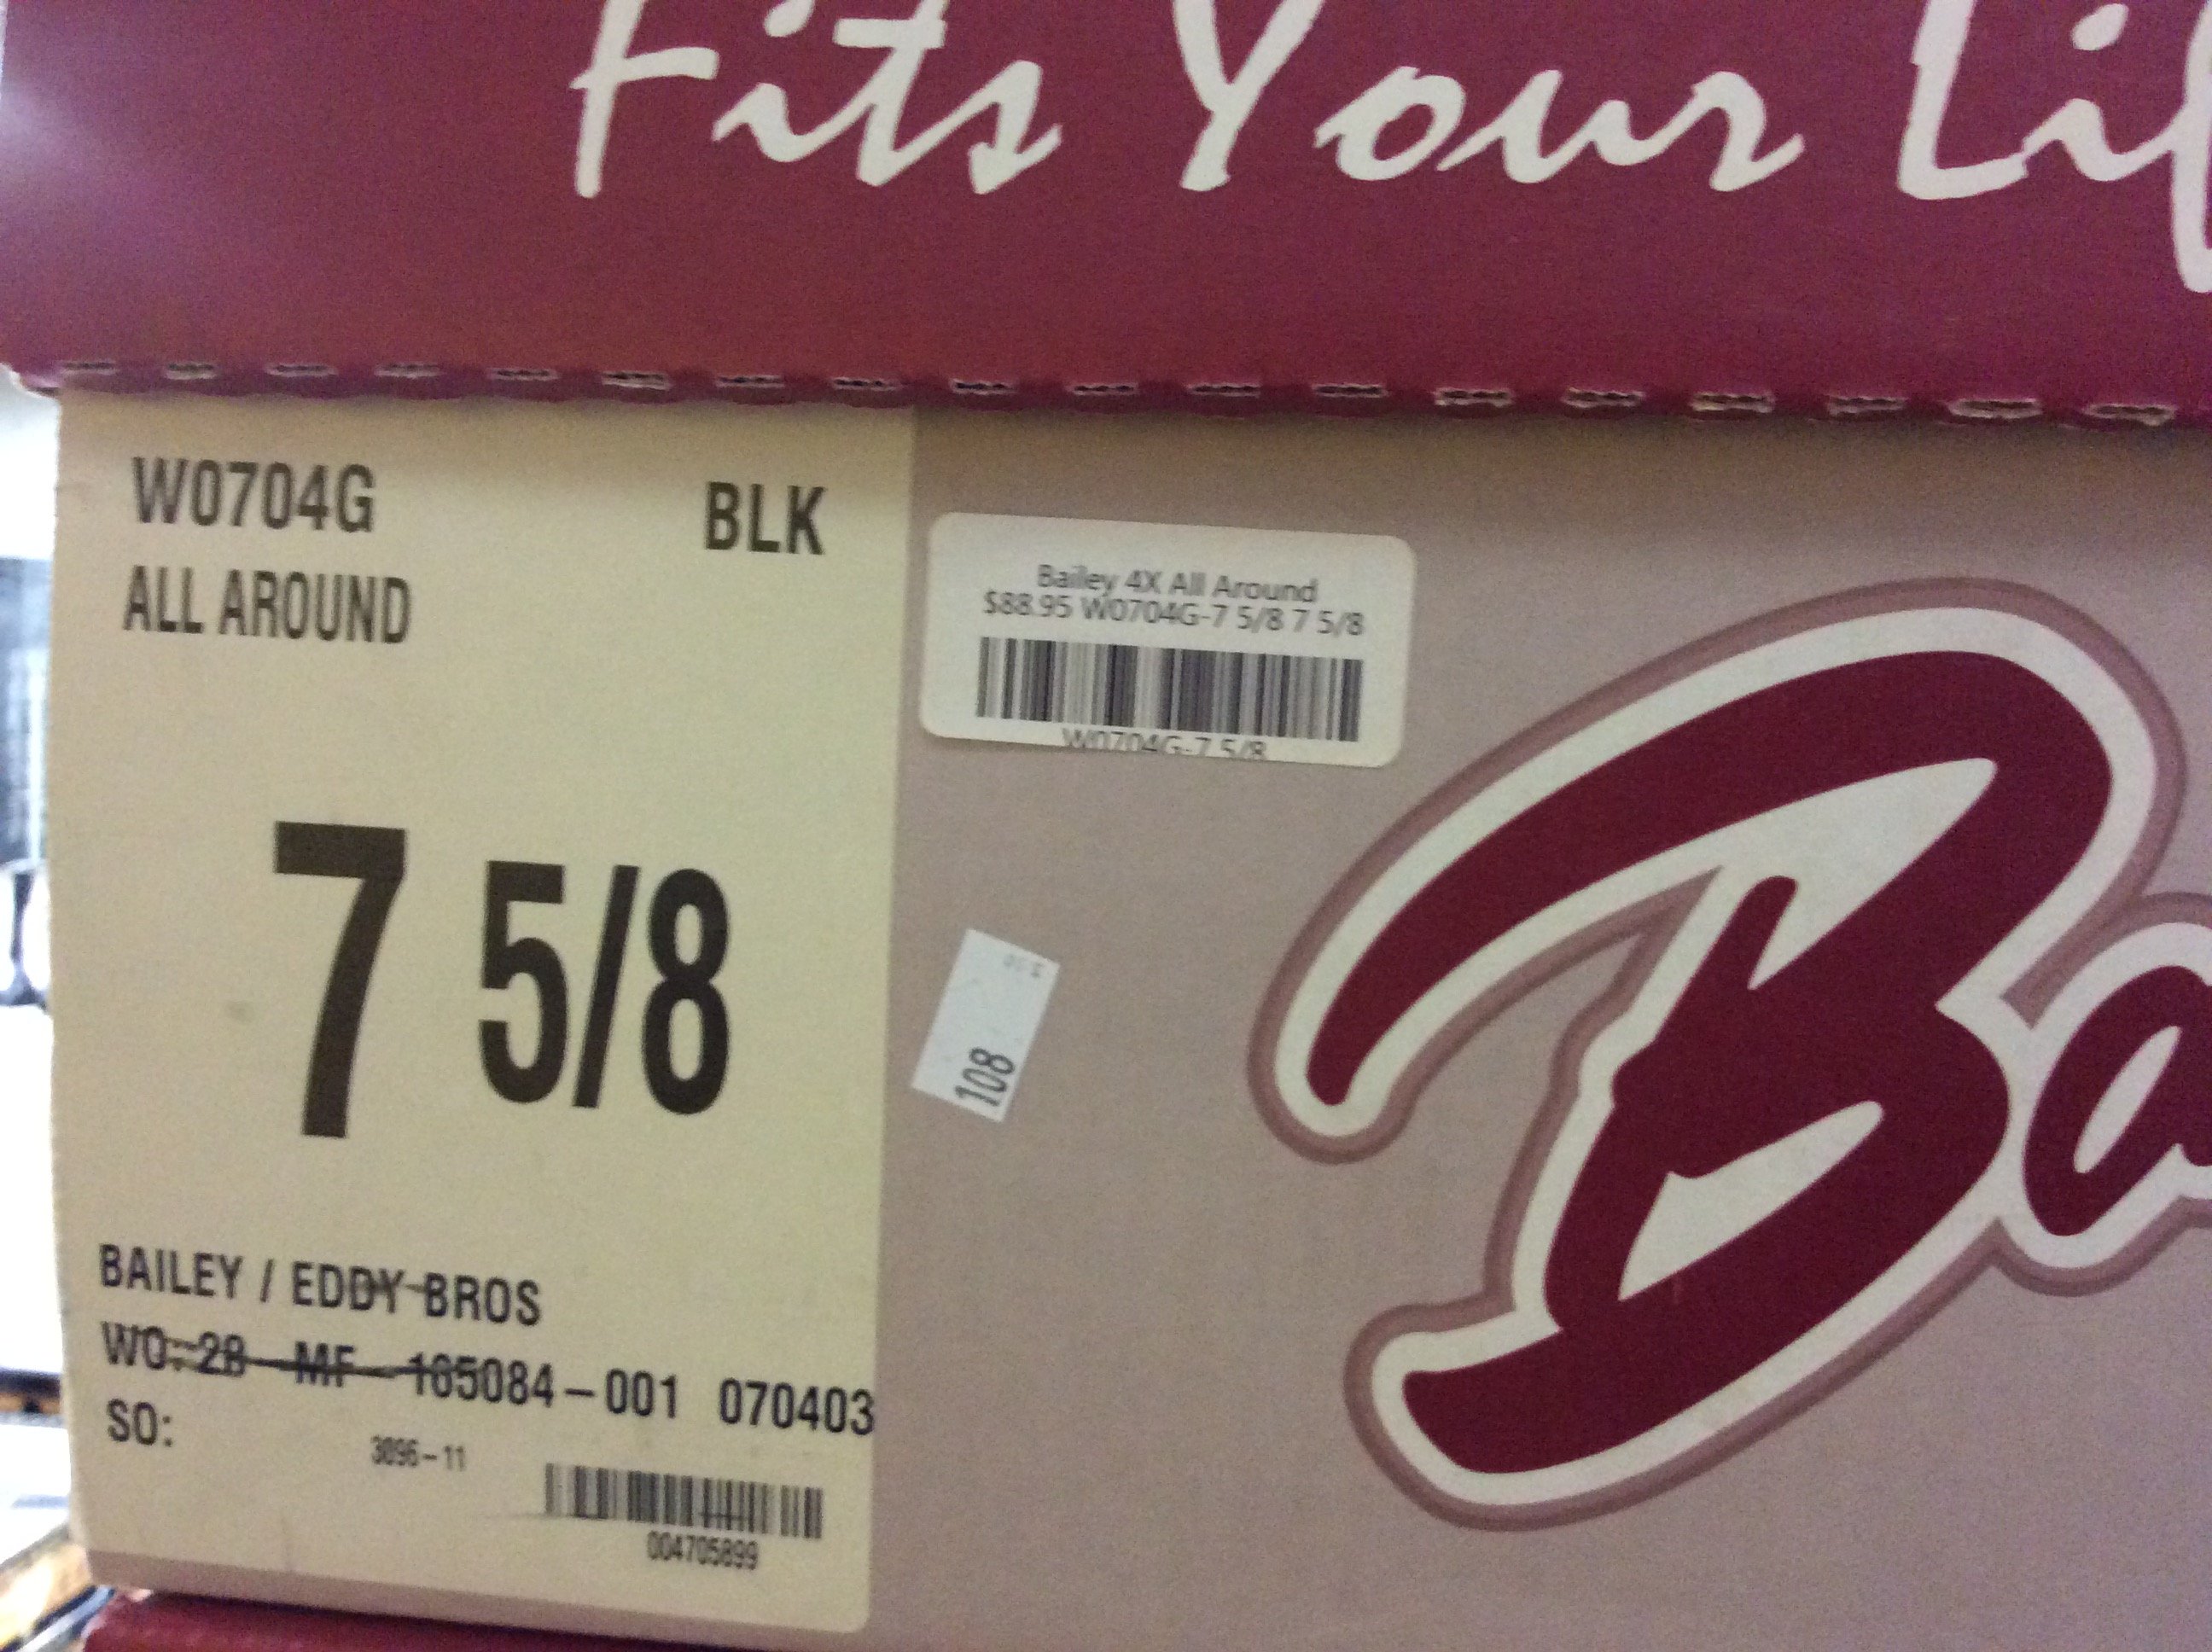 Fits Your Lif
W0704G BLK
ALL AROUND
7 5/8
BAILEY / EDDY BROS
WO: 28 MF - 165084-001 070403
SO:
3096-11
004705899
Bailey 4X All Around
$88.95 W0704G-7 5/8 7 5/8
W0704G-7 5/8
108
Ba